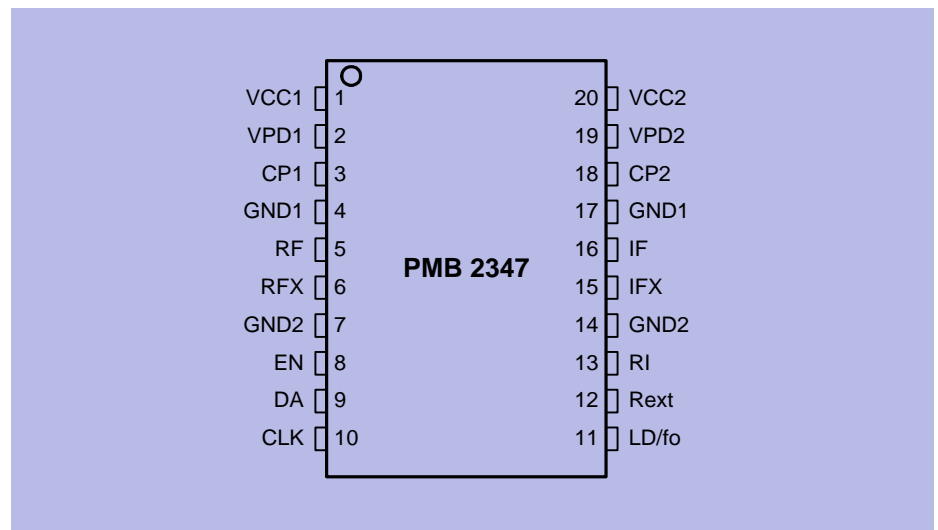 VCC1 1 20 VCC2
VPD1 2 19 VPD2
CP1 3 18 CP2
GND1 4 17 GND1
RF 5 16 IF
PMB 2347
RFX 6 15 IFX
GND2 7 14 GND2
EN 8 13 RI
DA 9 12 Rext
CLK 10 11 LD/fo